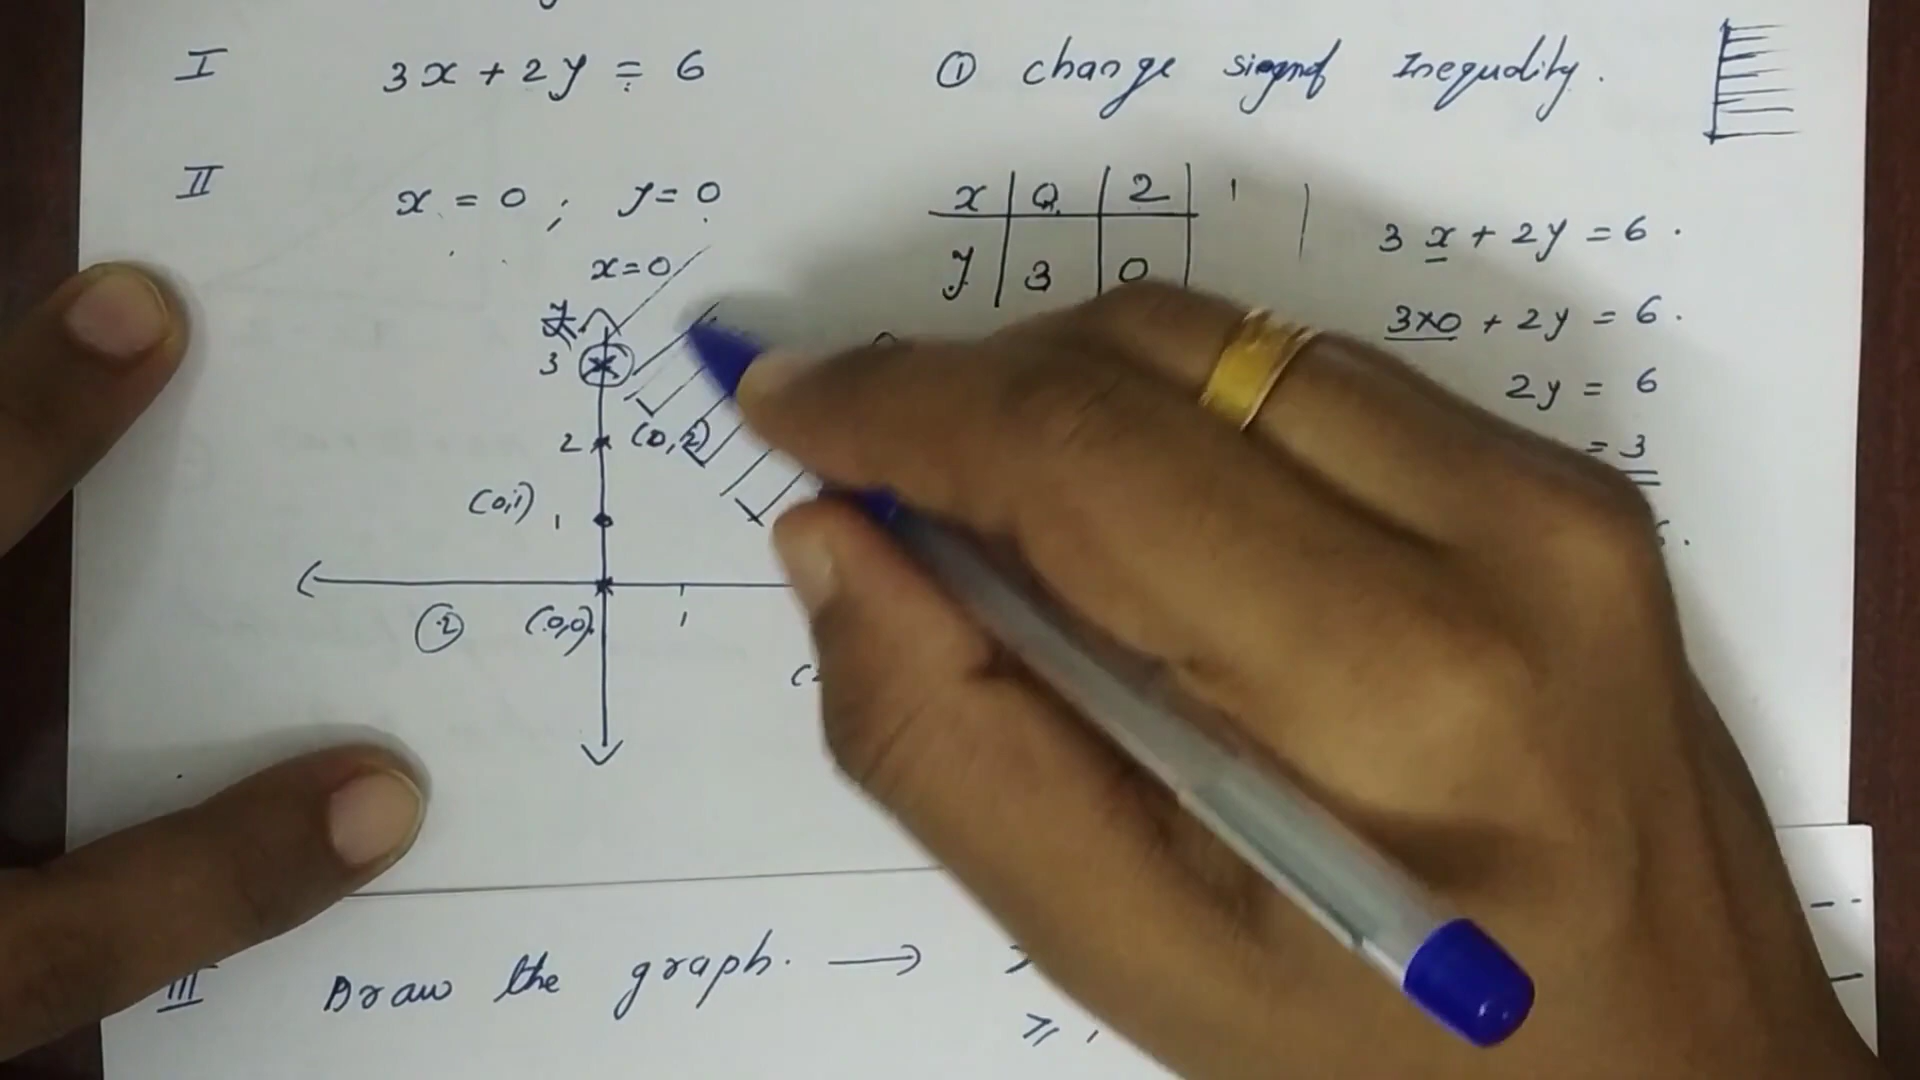 I 3x + 2y = 6 ① change sign of Inequality.
II x = 0 ; y = 0
x | 0 | 2
y | 3 | 0
3x + 2y = 6.
3×0 + 2y = 6.
2y = 6
= 3
x=0
3
2
(0,1) 1
② (0,0) 1
III Draw the graph. →
≥